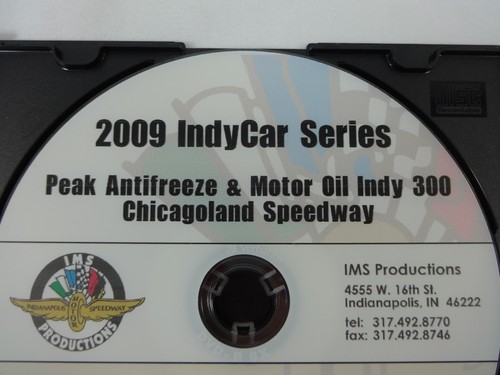 2009 IndyCar Series
Peak Antifreeze & Motor Oil Indy 300
Chicagoland Speedway
IMS
INDIANAPOLIS MOTOR SPEEDWAY
PRODUCTIONS
IMS Productions
4555 W. 16th St.
Indianapolis, IN 46222
tel: 317.492.8770
fax: 317.492.8746